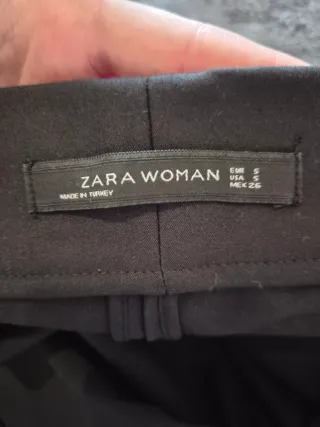 ZARA WOMAN
MADE IN TURKEY
EUR S
USA S
MEX 26